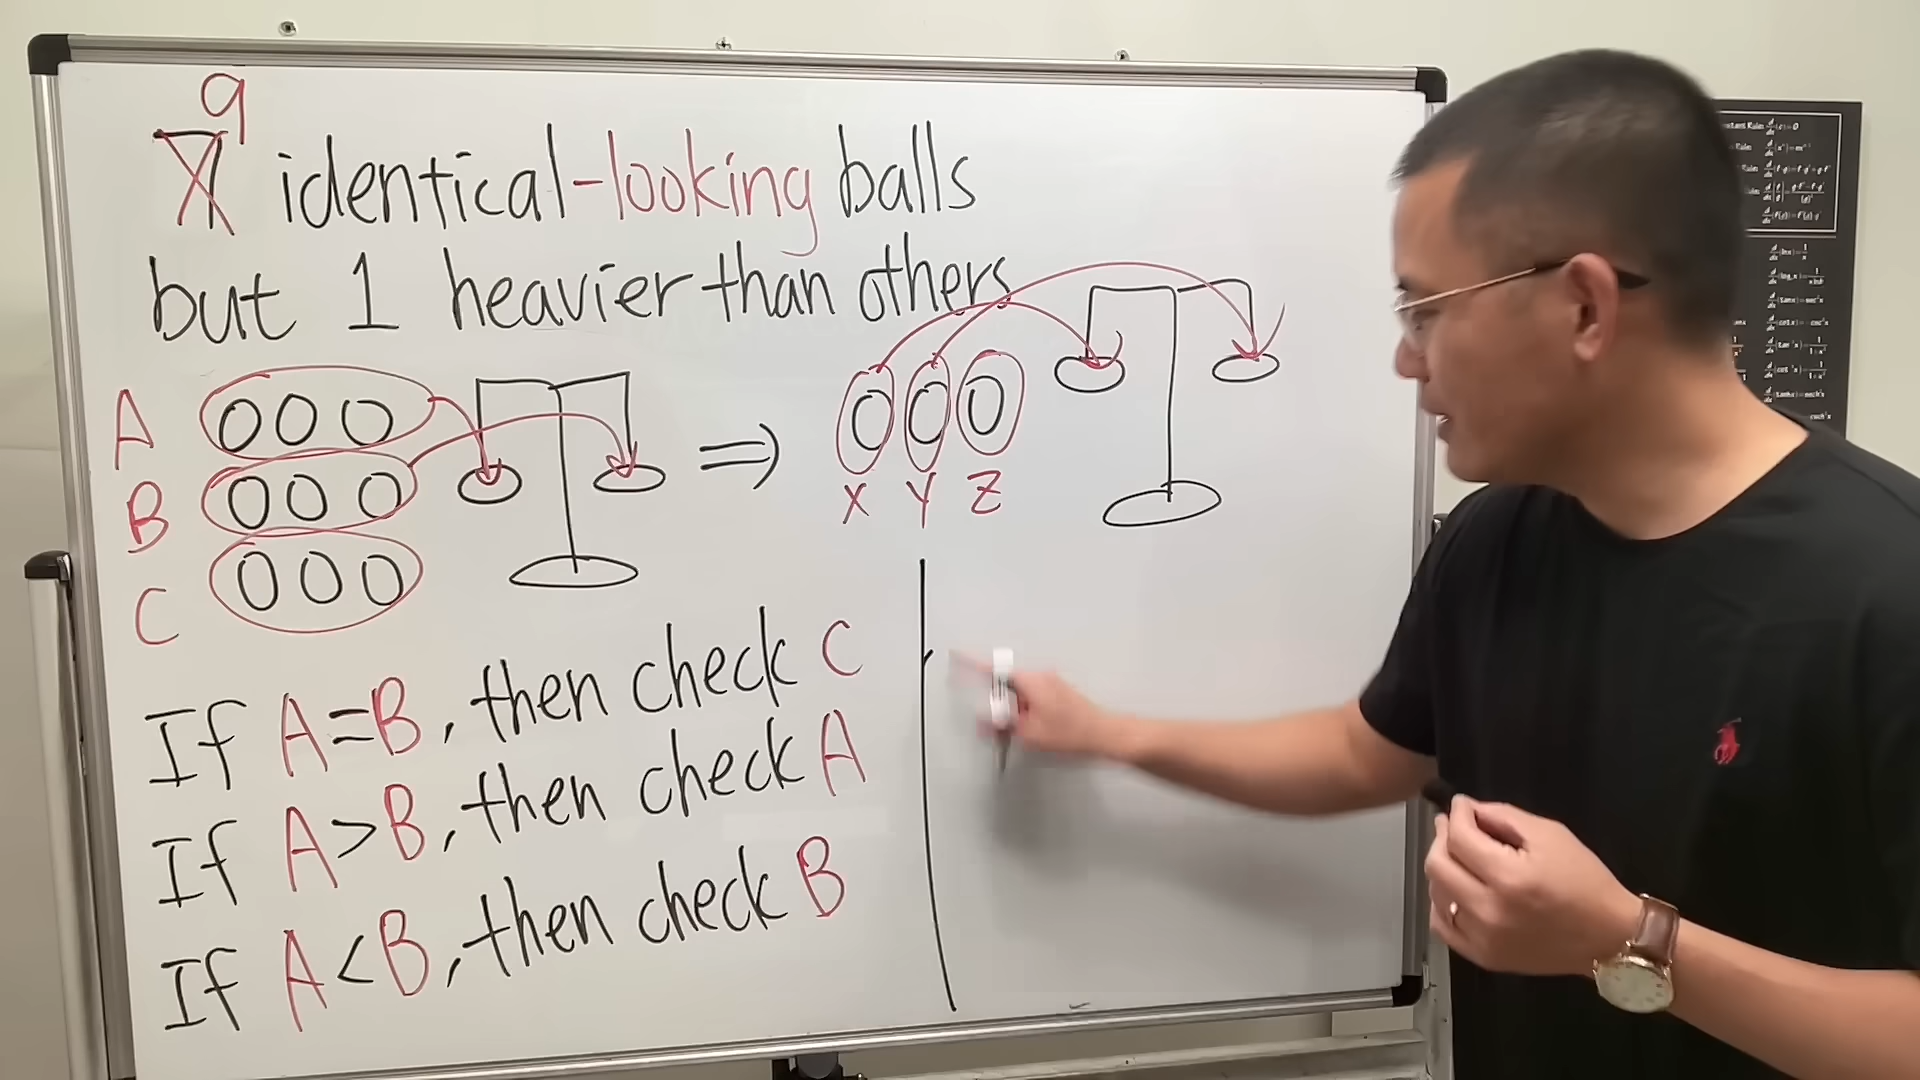 9
7 identical-looking balls
but 1 heavier than others
A
B
C
X Y Z
If A=B, then check C
If A>B, then check A
If A<B, then check B